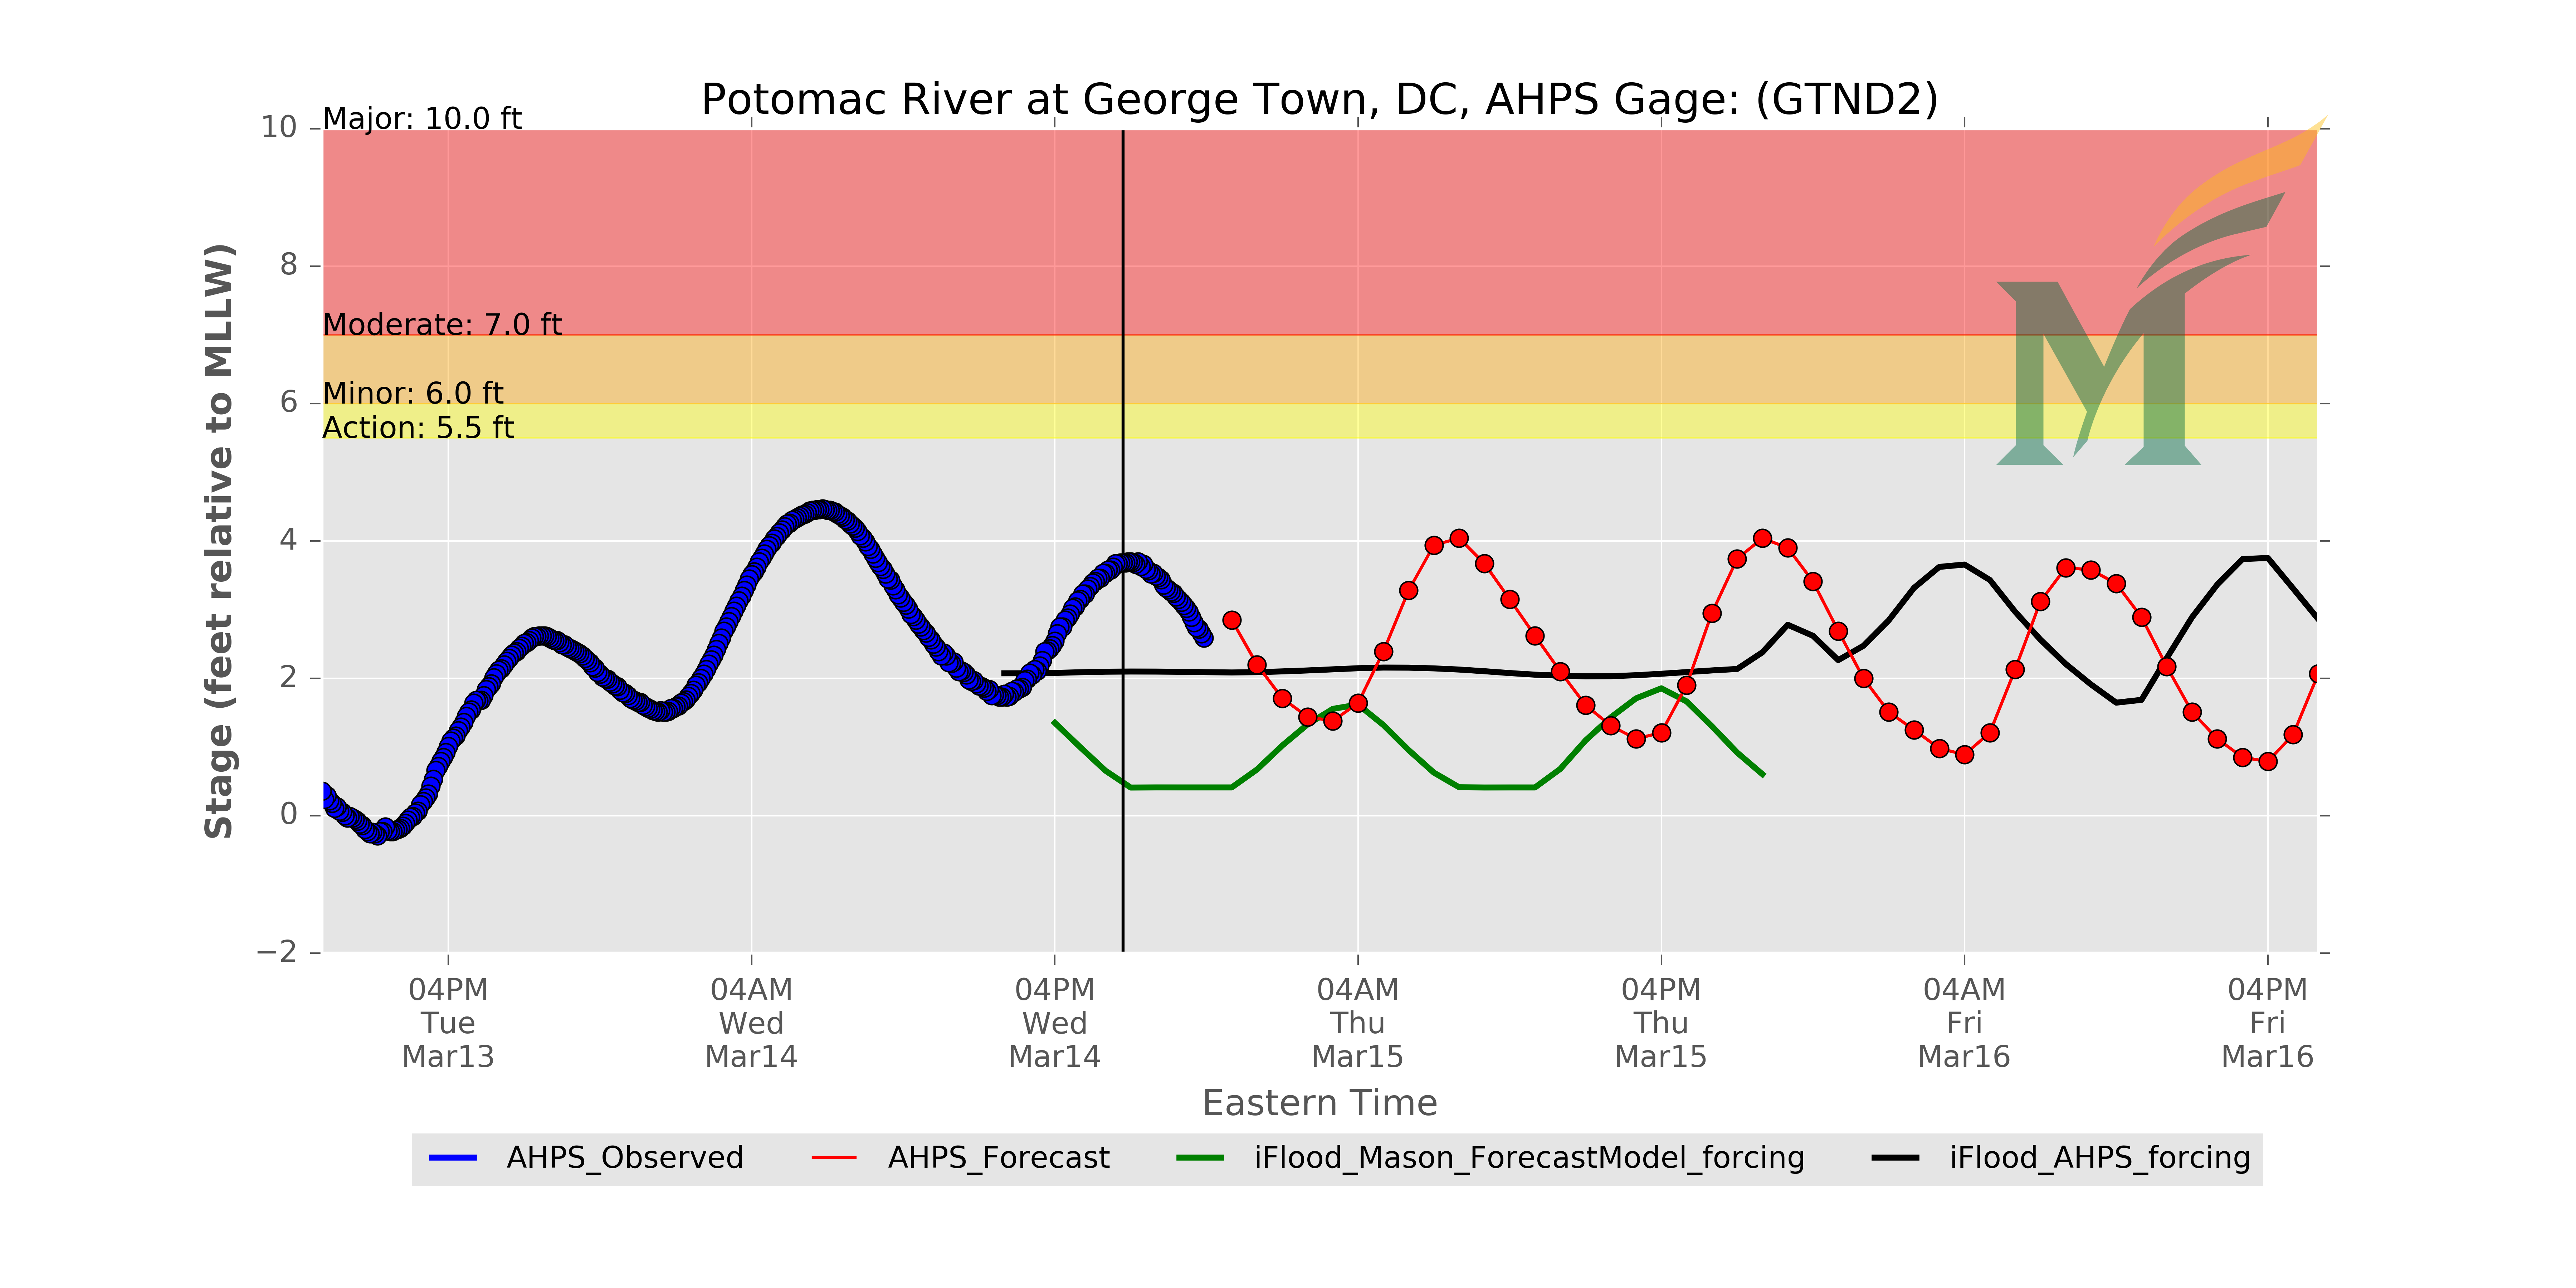 Potomac River at George Town, DC, AHPS Gage: (GTND2)
Major: 10.0 ft
Moderate: 7.0 ft
Minor: 6.0 ft
Action: 5.5 ft
Stage (feet relative to MLLW)
10
8
6
4
2
0
−2
04PM
Tue
Mar13
04AM
Wed
Mar14
04PM
Wed
Mar14
04AM
Thu
Mar15
04PM
Thu
Mar15
04AM
Fri
Mar16
04PM
Fri
Mar16
Eastern Time
AHPS_Observed
AHPS_Forecast
iFlood_Mason_ForecastModel_forcing
iFlood_AHPS_forcing
M